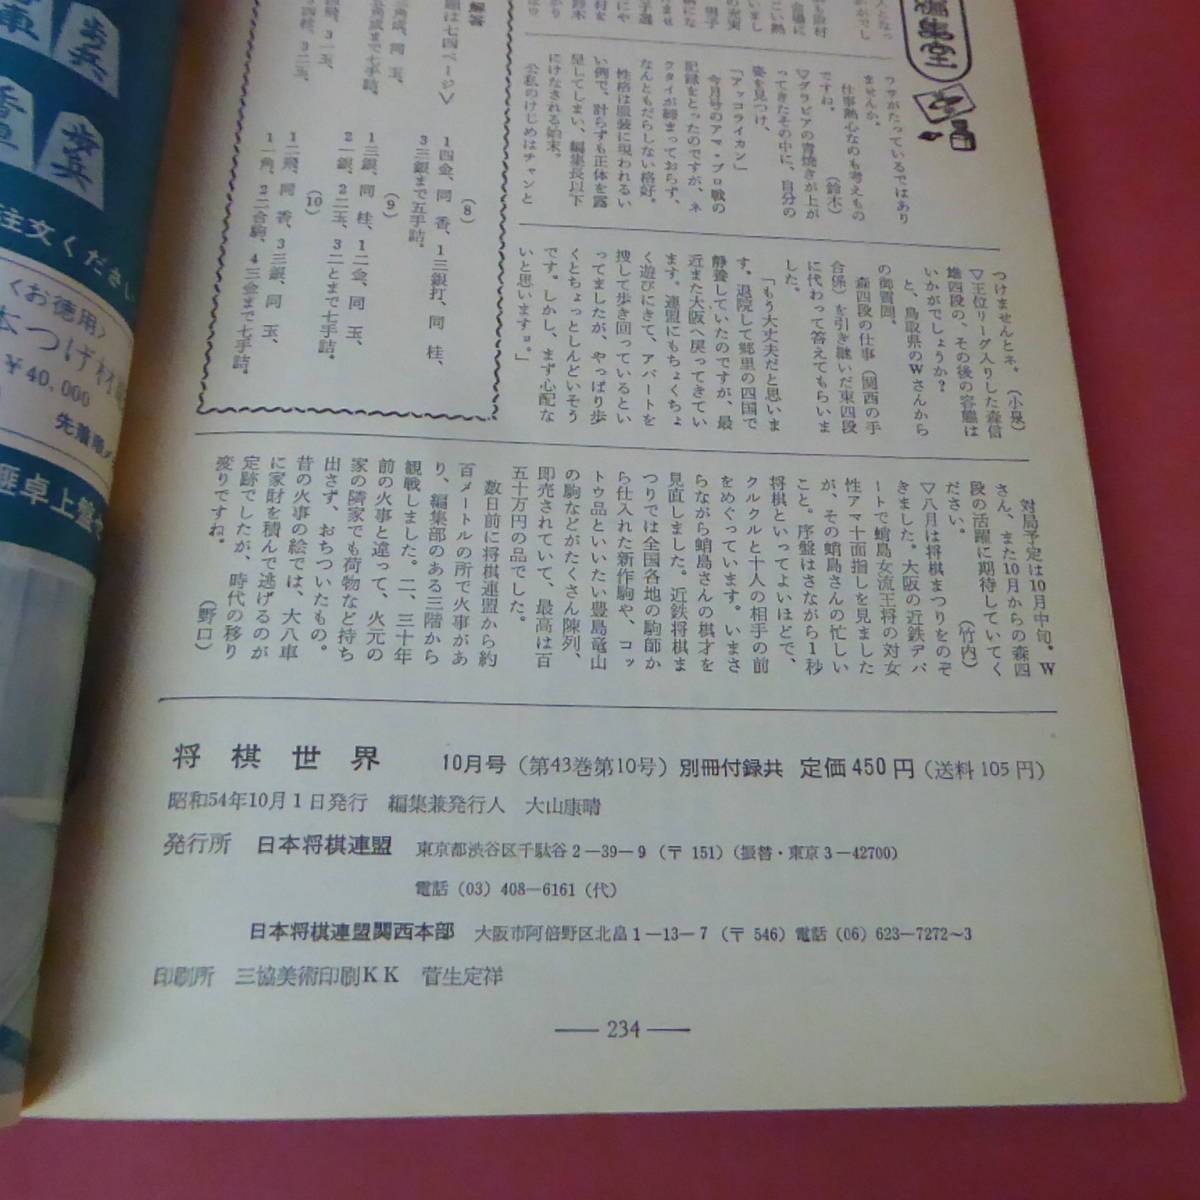 編集室
フサがたっているではあり
ませんか。
仕事熱心なのも考えもの
ですね。　（鈴木）
▽グラビアの青焼きが上が
ってきたその中に、自分の
姿を見つけ、
「アッコライカン」
今月号のアマ・プロ戦の
記録をとったのですが、ネ
クタイが締まっておらず、
なんともだらしない格好。
性格は服装に現われるい
い例で、計らずも正体を露
呈してしまい、編集長以下
にけなされる始末。
公私のけじめはチャンと
つけませんとネ。（小泉）
▽王位リーグ入りした森信
雄四段の、その後の容態は
いかがでしょうか？
と、鳥取県のWさんから
の御質問。
森四段の仕事（関西の手
合係）を引き継いだ東四段
に代わって答えてもらいま
した。
「もう大丈夫だと思いま
す。退院して郷里の四国で
静養していたのですが、最
近また大阪へ戻ってきてい
ます。連盟にもちょくちょ
く遊びにきて、アパートを
捜して歩き回っているとい
ってましたが、やっぱり歩
くとちょっとしんどいそう
です。しかし、まず心配な
いと思いますョ。」
対局予定は10月中旬。W
さん、また10月からの森四
段の活躍に期待していてく
ださい。　（竹内）
▽八月は将棋まつりをのぞ
きました。大阪の近鉄デパ
ートで蛸島女流王将の対女
性アマ十面指しを見ました
が、その蛸島さんの忙しい
こと。序盤はさながら1秒
将棋といってよいほどで、
クルクルと十人の相手の前
をめぐっています。いまさ
らながら蛸島さんの棋才を
見直しました。近鉄将棋ま
つりでは全国各地の駒師か
ら仕入れた新作駒や、コッ
トウ品といいたい豊島竜山
の駒などがたくさん陳列、
即売されていて、最高は百
五十万円の品でした。
数日前に将棋連盟から約
百メートルの所で火事があ
り、編集部のある三階から
観戦しました。二、三十年
前の火事と違って、火元の
家の隣家でも荷物など持ち
出さず、おちついたもの。
昔の火事の絵では、大八車
に家財を積んで逃げるのが
定跡でしたが、時代の移り
変りですね。　（野口）
解答
題は七四ページ〉
（8）
1四金、同　香、1三銀打、同　桂、
3三銀まで五手詰。
（9）
1三銀、同　桂、1二金、同　玉、
2一銀、2二玉、3二とまで七手詰。
（10）
1二飛、同　香、3三銀、同　玉、
1一角、2二合駒、4三金まで七手詰。
歩兵
歩兵
注文ください
〈お徳用〉
本つげ材
¥40,000
将棋世界　10月号（第43巻第10号）別冊付録共　定価450円（送料105円）
昭和54年10月1日発行　編集兼発行人　大山康晴
発行所　日本将棋連盟　東京都渋谷区千駄谷2－39－9（〒151）（振替・東京3－42700）
電話（03）408－6161（代）
日本将棋連盟関西本部　大阪市阿倍野区北畠1－13－7（〒546）電話（06）623－7272～3
印刷所　三協美術印刷KK　菅生定祥
— 234 —